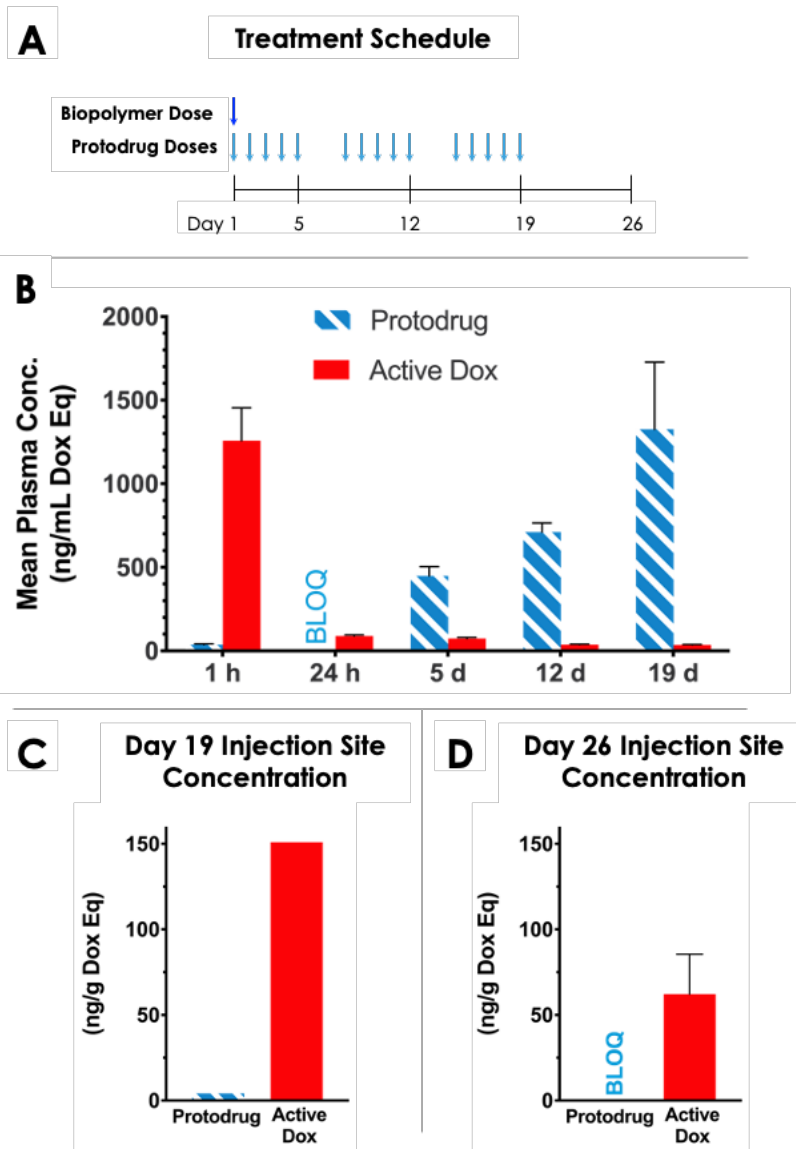 A
Treatment Schedule
Biopolymer Dose
Protodrug Doses
Day 1 5 12 19 26
B
Mean Plasma Conc.
(ng/mL Dox Eq)
2000
1500
1000
500
0
Protodrug
Active Dox
BLOQ
1 h 24 h 5 d 12 d 19 d
C
Day 19 Injection Site
Concentration
(ng/g Dox Eq)
150
100
50
0
Protodrug Active
Dox
D
Day 26 Injection Site
Concentration
(ng/g Dox Eq)
150
100
50
0
BLOQ
Protodrug Active
Dox